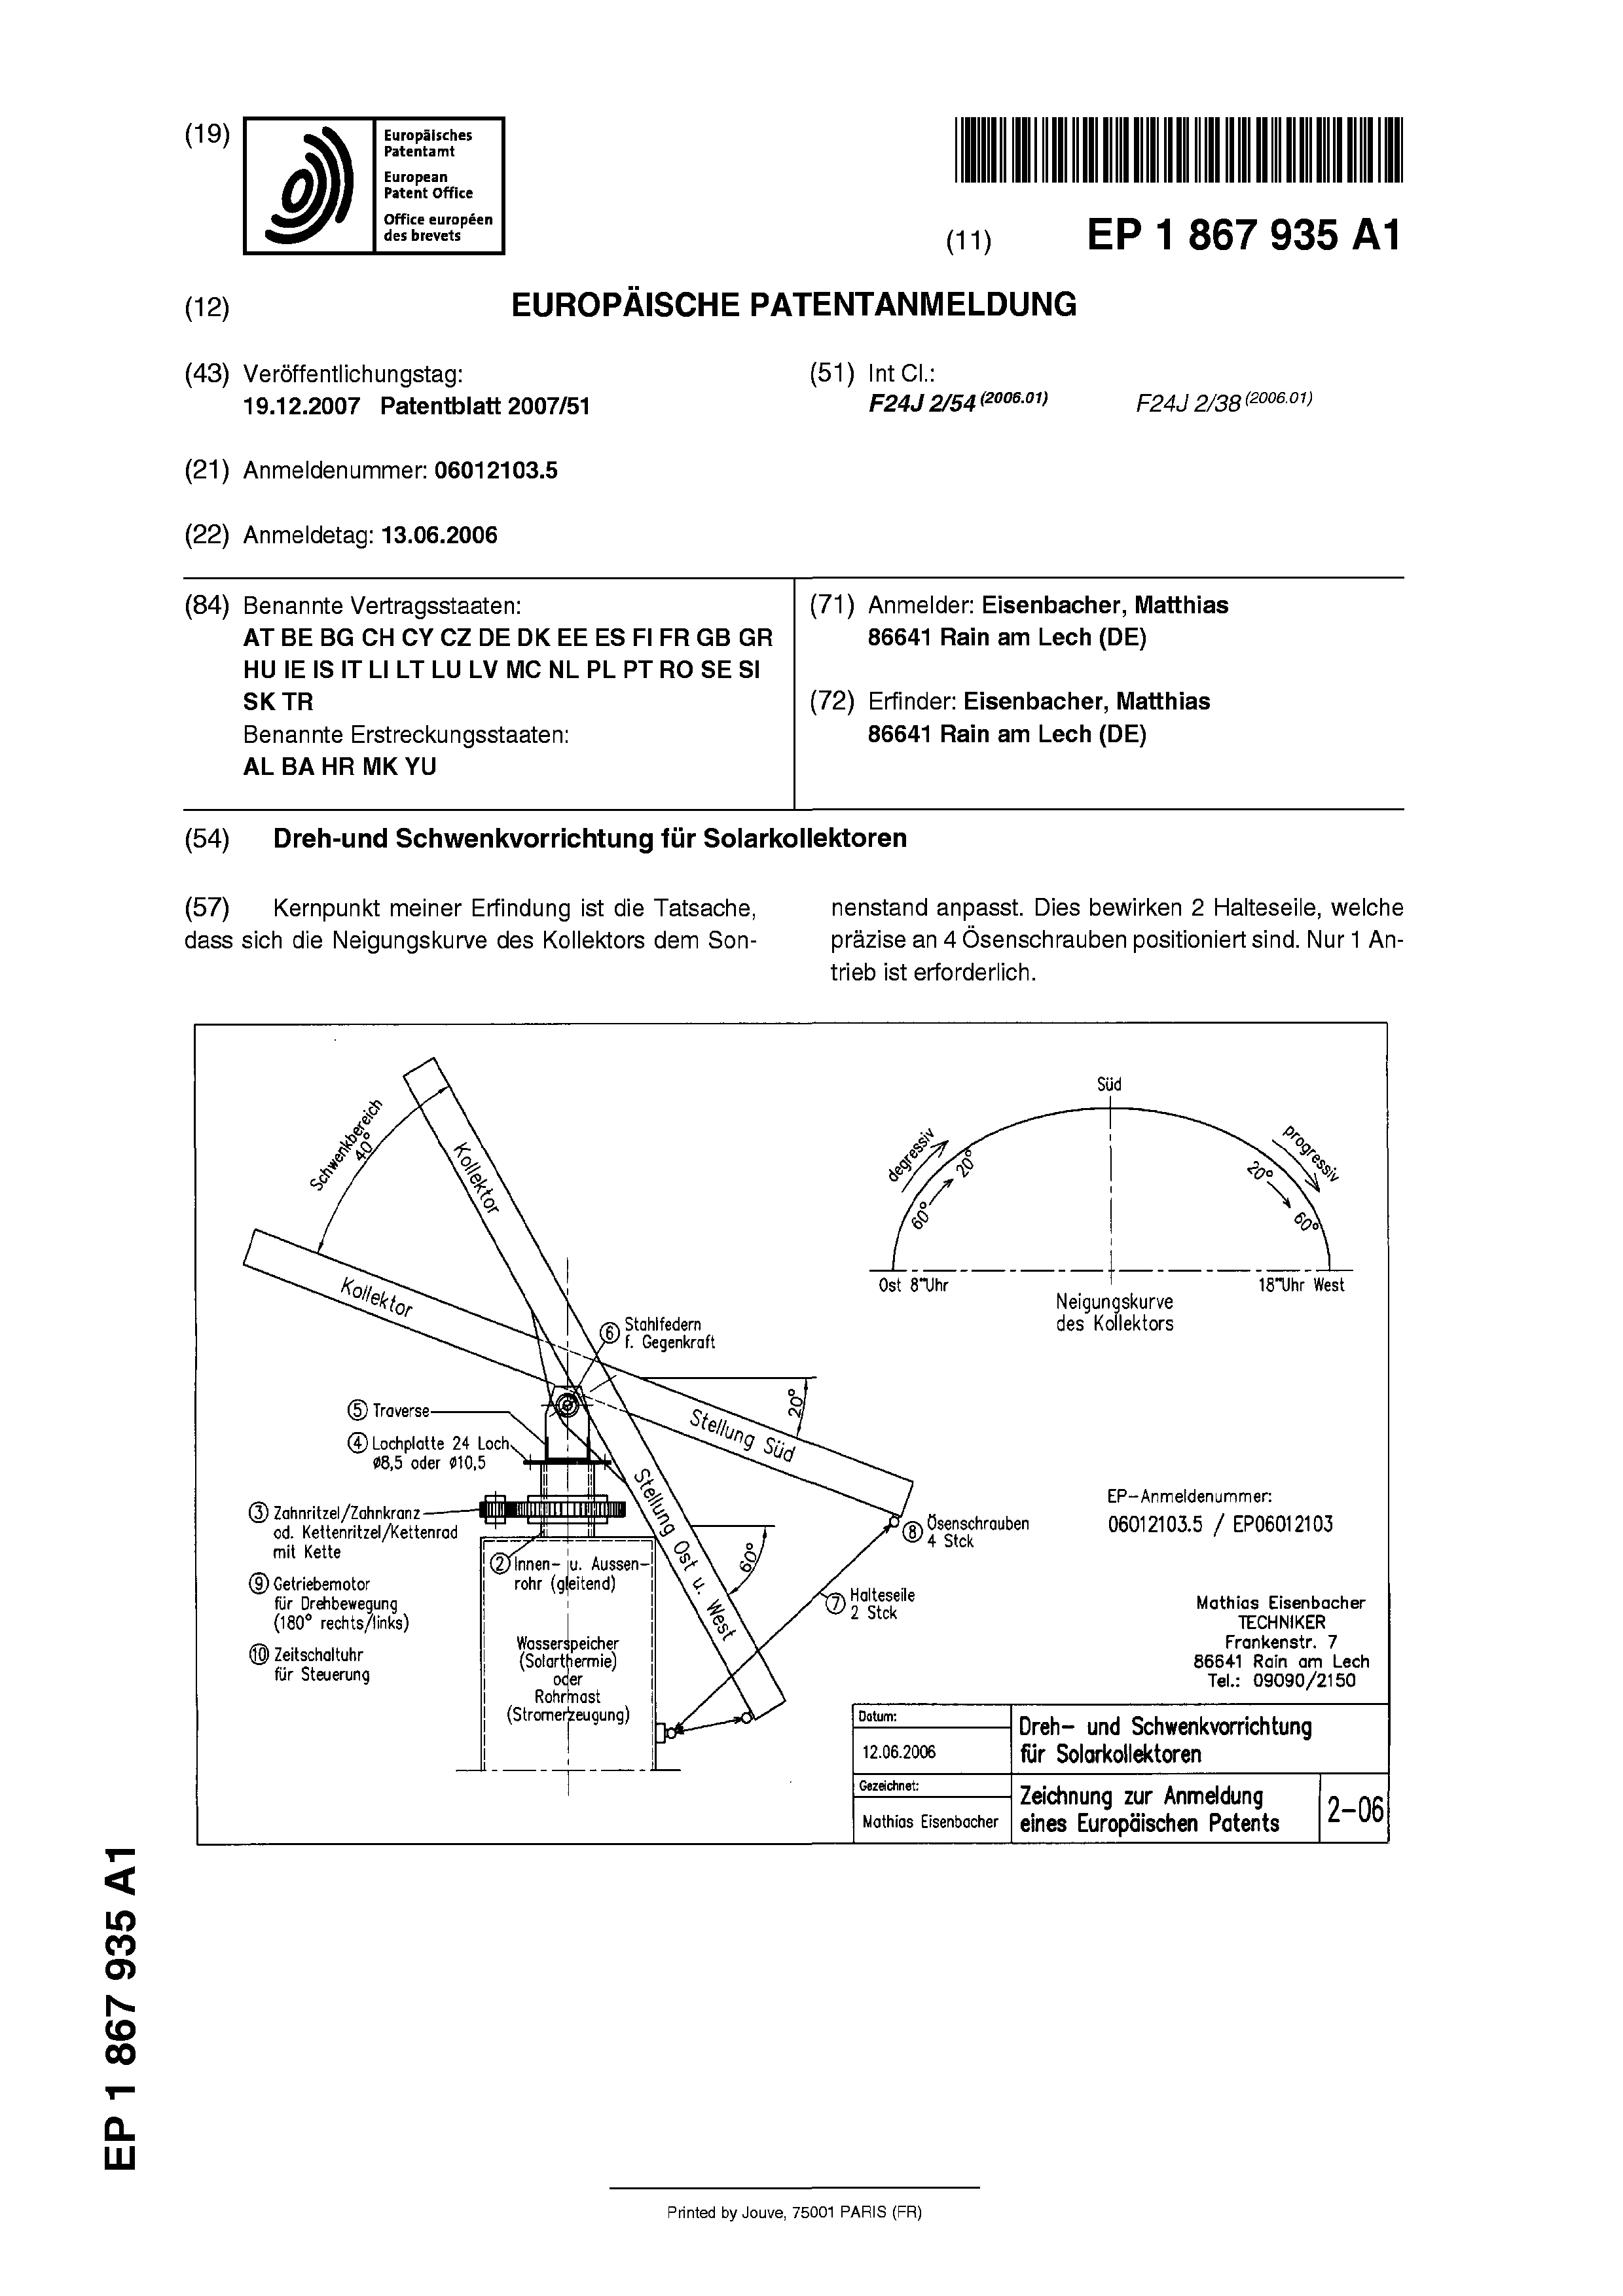 (19)
Europäisches
Patentamt
European
Patent Office
Office européen
des brevets
(11) EP 1 867 935 A1
(12) EUROPÄISCHE PATENTANMELDUNG
(43) Veröffentlichungstag:
19.12.2007 Patentblatt 2007/51
(51) Int Cl.:
F24J 2/54 (2006.01) F24J 2/38 (2006.01)
(21) Anmeldenummer: 06012103.5
(22) Anmeldetag: 13.06.2006
(84) Benannte Vertragsstaaten:
AT BE BG CH CY CZ DE DK EE ES FI FR GB GR
HU IE IS IT LI LT LU LV MC NL PL PT RO SE SI
SK TR
Benannte Erstreckungsstaaten:
AL BA HR MK YU
(71) Anmelder: Eisenbacher, Matthias
86641 Rain am Lech (DE)
(72) Erfinder: Eisenbacher, Matthias
86641 Rain am Lech (DE)
(54) Dreh-und Schwenkvorrichtung für Solarkollektoren
(57) Kernpunkt meiner Erfindung ist die Tatsache,
dass sich die Neigungskurve des Kollektors dem Son-
nenstand anpasst. Dies bewirken 2 Halteseile, welche
präzise an 4 Ösenschrauben positioniert sind. Nur 1 An-
trieb ist erforderlich.
Schwenkbereich
40°
Kollektor
Kollektor
Süd
degressiv
60° 20°
progressiv
20° 60°
Ost 8°°Uhr
18°°Uhr West
Neigungskurve
des Kollektors
6 Stahlfedern
f. Gegenkraft
5 Traverse
4 Lochplatte 24 Loch
ø8,5 oder ø10,5
20°
Stellung Süd
Stellung Ost u. West
60°
3 Zahnritzel/Zahnkranz
od. Kettenritzel/Kettenrad
mit Kette
9 Getriebemotor
für Drehbewegung
(180° rechts/links)
10 Zeitschaltuhr
für Steuerung
2 Innen- u. Aussen-
rohr (gleitend)
Wasserspeicher
(Solarthermie)
oder
Rohrmast
(Stromerzeugung)
8 Ösenschrauben
4 Stck
7 Halteseile
2 Stck
EP-Anmeldenummer:
06012103.5 / EP06012103
Mathias Eisenbacher
TECHNIKER
Frankenstr. 7
86641 Rain am Lech
Tel.: 09090/2150
Datum:
12.06.2006
Dreh- und Schwenkvorrichtung
für Solarkollektoren
Gezeichnet:
Mathias Eisenbacher
Zeichnung zur Anmeldung
eines Europäischen Patents
2-06
EP 1 867 935 A1
Printed by Jouve, 75001 PARIS (FR)